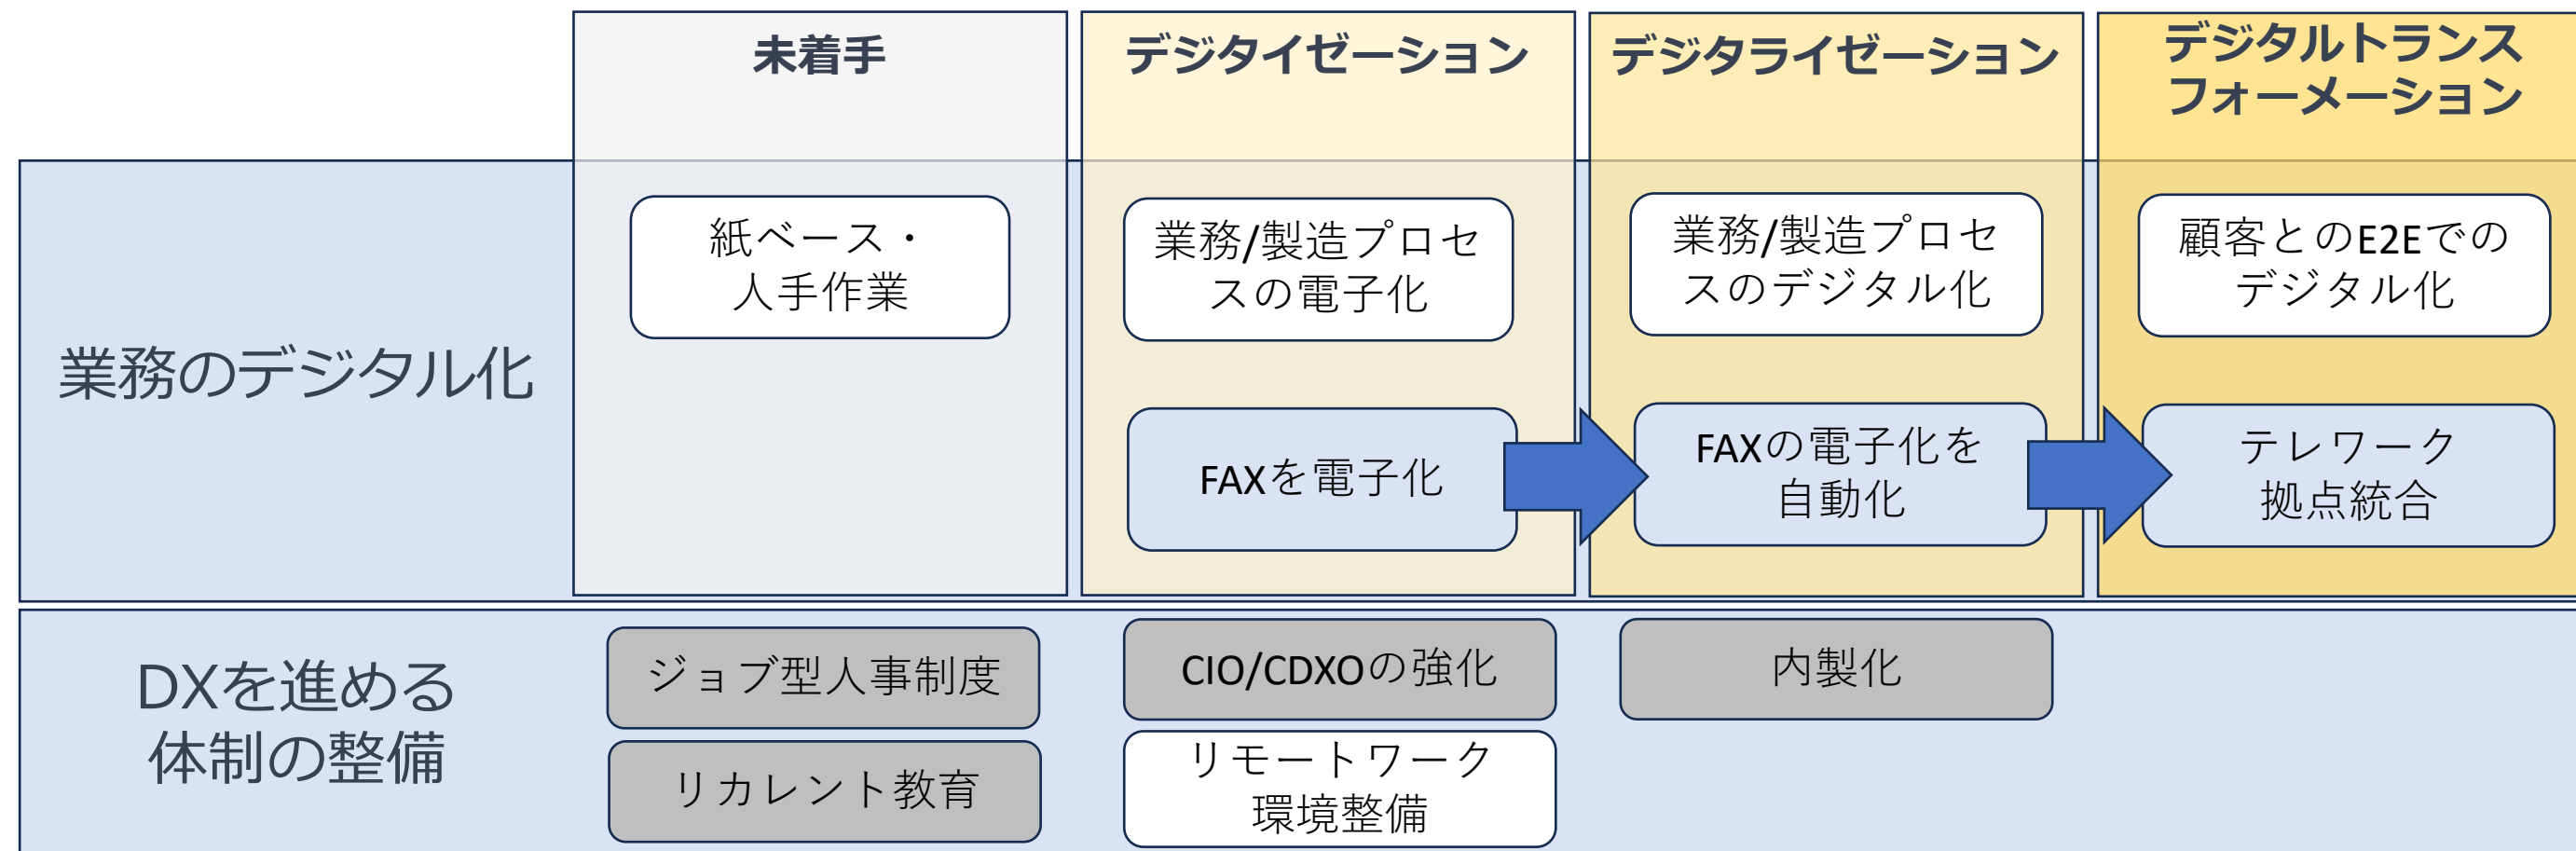 未着手
デジタイゼーション
デジタライゼーション
デジタルトランス
フォーメーション
業務のデジタル化
紙ベース・
人手作業
業務/製造プロセ
スの電子化
業務/製造プロセ
スのデジタル化
顧客とのE2Eでの
デジタル化
FAXを電子化
FAXの電子化を
自動化
テレワーク
拠点統合
DXを進める
体制の整備
ジョブ型人事制度
CIO/CDXOの強化
内製化
リカレント教育
リモートワーク
環境整備